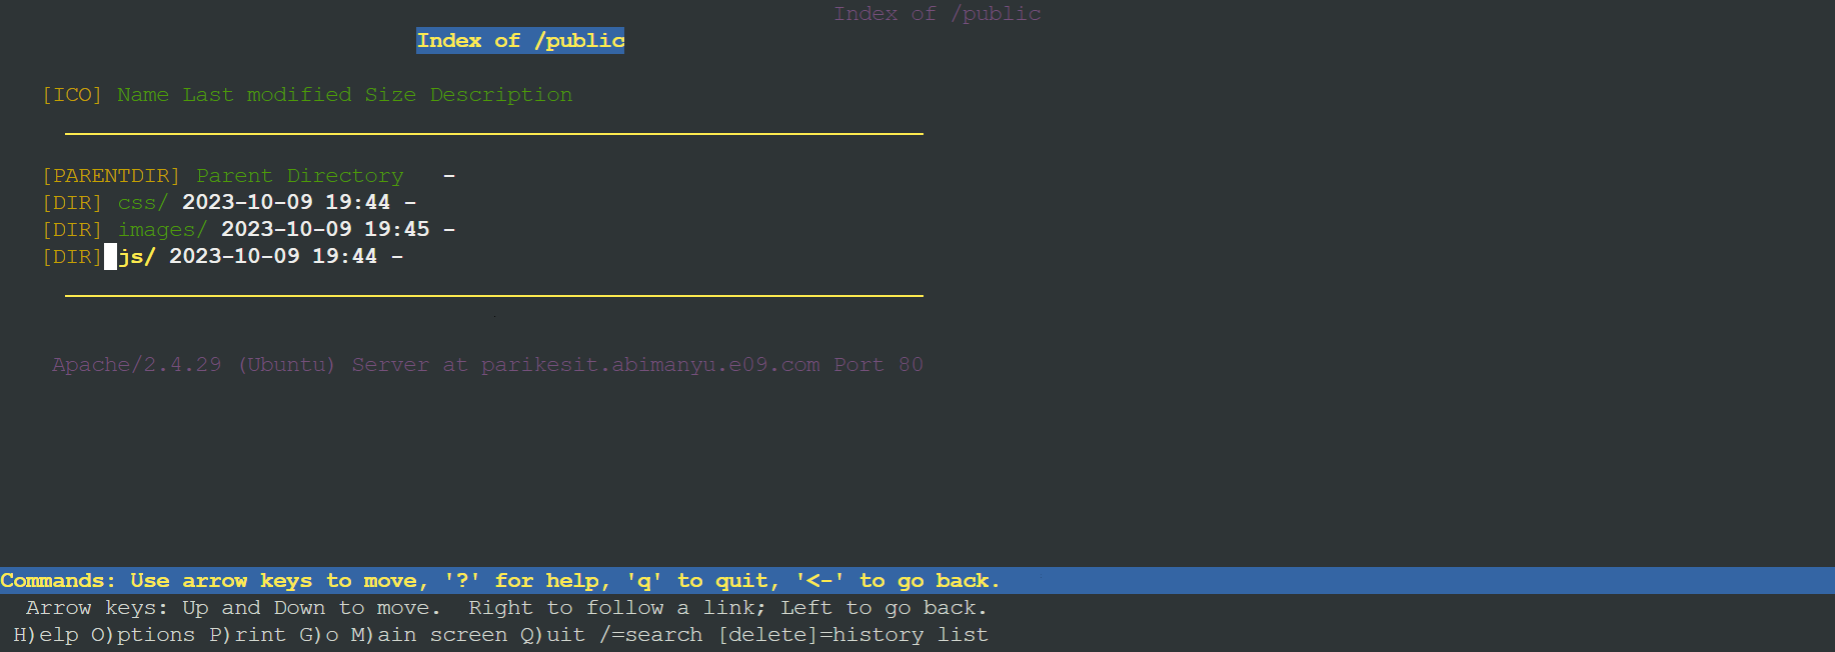 Index of /public
Index of /public
[ICO] Name Last modified Size Description
[PARENTDIR] Parent Directory   -
[DIR] css/ 2023-10-09 19:44 -
[DIR] images/ 2023-10-09 19:45 -
[DIR] js/ 2023-10-09 19:44 -
Apache/2.4.29 (Ubuntu) Server at parikesit.abimanyu.e09.com Port 80
Commands: Use arrow keys to move, '?' for help, 'q' to quit, '<-' to go back.
Arrow keys: Up and Down to move.  Right to follow a link; Left to go back.
H)elp O)ptions P)rint G)o M)ain screen Q)uit /=search [delete]=history list